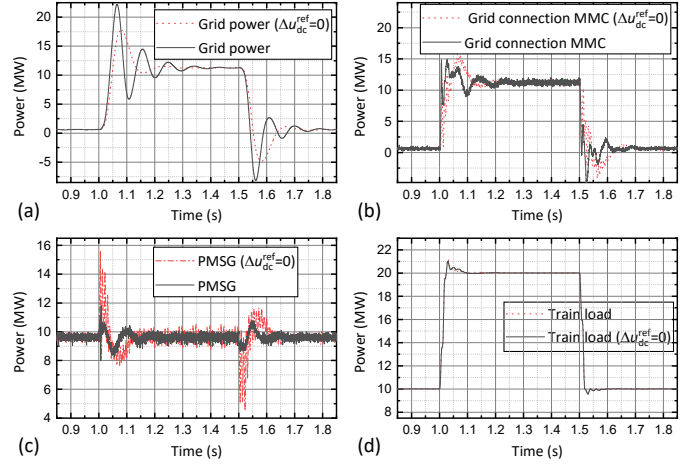 Grid power (Δu_dc^ref=0)
Grid power
20
15
10
5
0
-5
Power (MW)
0.9 1.0 1.1 1.2 1.3 1.4 1.5 1.6 1.7 1.8
Time (s)
(a)
Grid connection MMC (Δu_dc^ref=0)
Grid connection MMC
20
15
10
5
0
Power (MW)
0.9 1.0 1.1 1.2 1.3 1.4 1.5 1.6 1.7 1.8
Time (s)
(b)
PMSG (Δu_dc^ref=0)
PMSG
16
14
12
10
8
6
4
Power (MW)
0.9 1.0 1.1 1.2 1.3 1.4 1.5 1.6 1.7 1.8
Time (s)
(c)
Train load
Train load (Δu_dc^ref=0)
22
20
18
16
14
12
10
8
Power (MW)
0.9 1.0 1.1 1.2 1.3 1.4 1.5 1.6 1.7 1.8
Time (s)
(d)